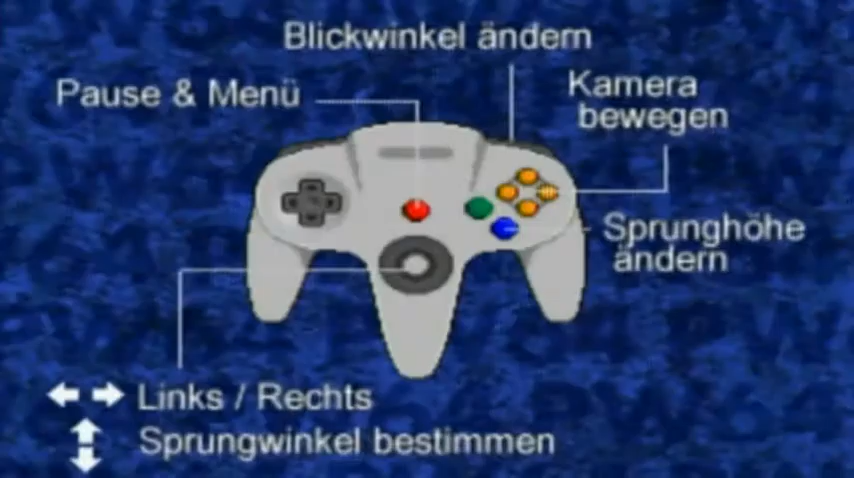 Blickwinkel ändern
Pause & Menü
Kamera
bewegen
Sprunghöhe
ändern
Links / Rechts
Sprungwinkel bestimmen